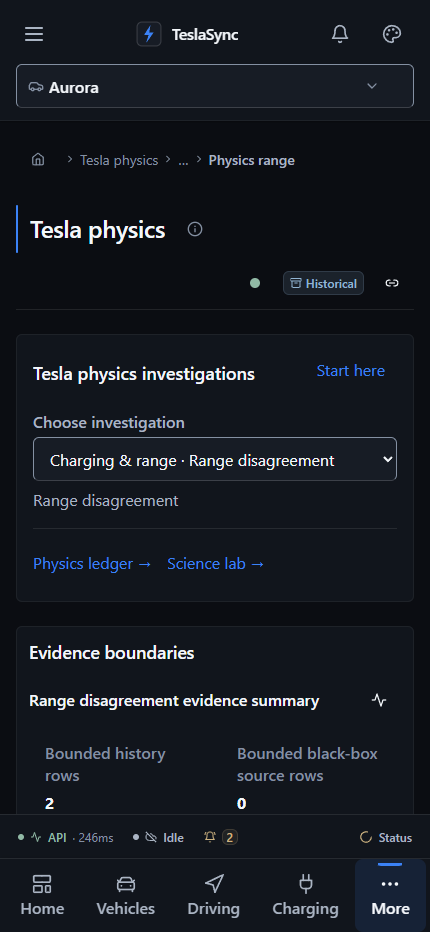 TeslaSync
Aurora
Tesla physics
...
Physics range
Tesla physics
Historical
Tesla physics investigations
Start here
Choose investigation
Charging & range · Range disagreement
Range disagreement
Physics ledger →
Science lab →
Evidence boundaries
Range disagreement evidence summary
Bounded history
rows
2
Bounded black-box
source rows
0
API · 246ms
Idle
2
Status
Home
Vehicles
Driving
Charging
More